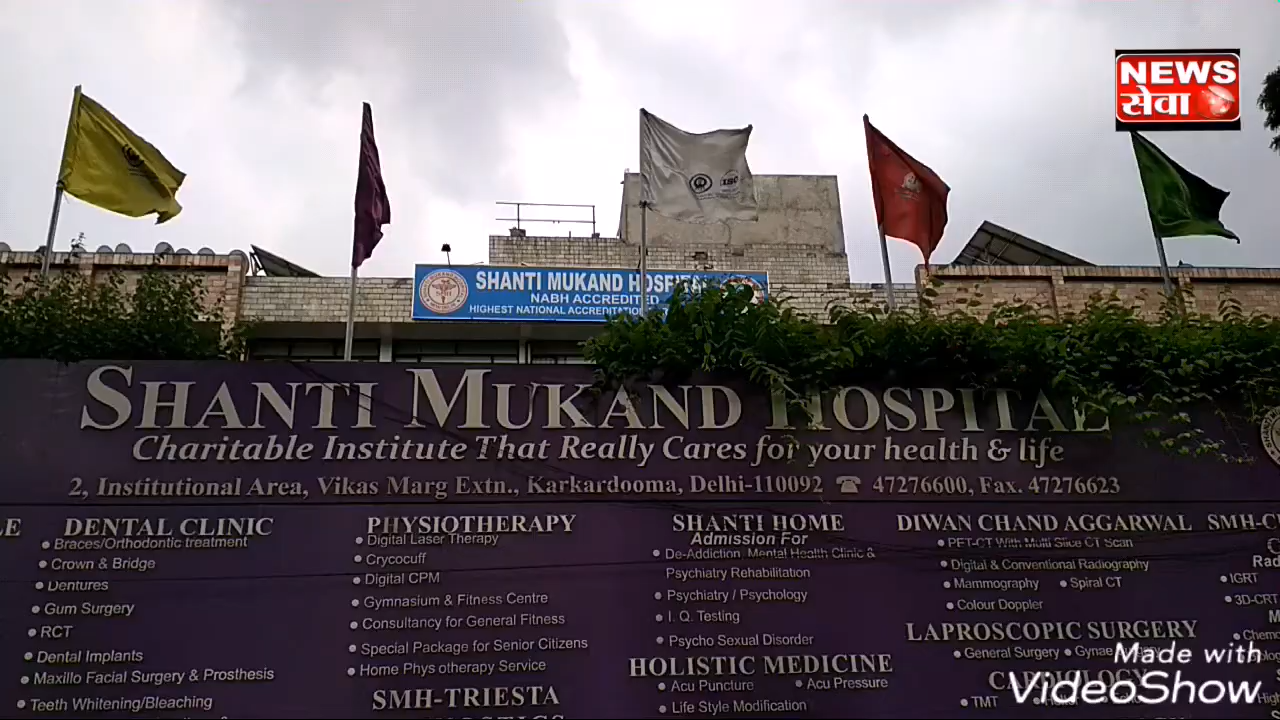 NEWS
सेवा
ISO
SHANTI MUKAND HOSPITAL
NABH ACCREDITED
HIGHEST NATIONAL ACCREDITATION
SHANTI MUKAND HOSPITAL
Charitable Institute That Really Cares for your health & life
2, Institutional Area, Vikas Marg Extn., Karkardooma, Delhi-110092 ☎ 47276600, Fax. 47276623
DENTAL CLINIC
• Braces/Orthodontic treatment
• Crown & Bridge
• Dentures
• Gum Surgery
• RCT
• Dental Implants
• Maxillo Facial Surgery & Prosthesis
• Teeth Whitening/Bleaching
PHYSIOTHERAPY
• Digital Laser Therapy
• Crycocuff
• Digital CPM
• Gymnasium & Fitness Centre
• Consultancy for General Fitness
• Special Package for Senior Citizens
• Home Phys otherapy Service
SMH-TRIESTA
SHANTI HOME
Admission For
• De-Addiction, Mental Health Clinic &
Psychiatry Rehabilitation
• Psychiatry / Psychology
• I. Q. Testing
• Psycho Sexual Disorder
HOLISTIC MEDICINE
• Acu Puncture • Acu Pressure
• Life Style Modification
DIWAN CHAND AGGARWAL
• PET-CT With Multi Slice CT Scan
• Digital & Conventional Radiography
• Mammography • Spiral CT
• Colour Doppler
LAPROSCOPIC SURGERY
• General Surgery
CARDIOLOGY
• TMT
• IGRT
• 3D-CRT
Made with
VideoShow